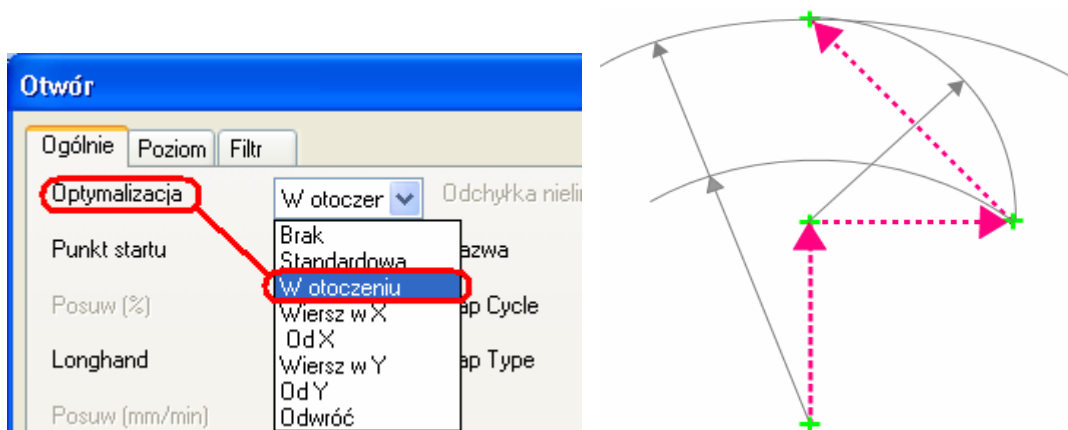 Otwór
Ogólnie Poziom Filtr
Optymalizacja W otoczer Odchyłka nielin
Brak
Punkt startu azwa
Standardowa
W otoczeniu
Posuw (%) ap Cycle
Wiersz w X
Od X
Longhand Wiersz w Y ap Type
Od Y
Posuw (mm/min) Odwróć